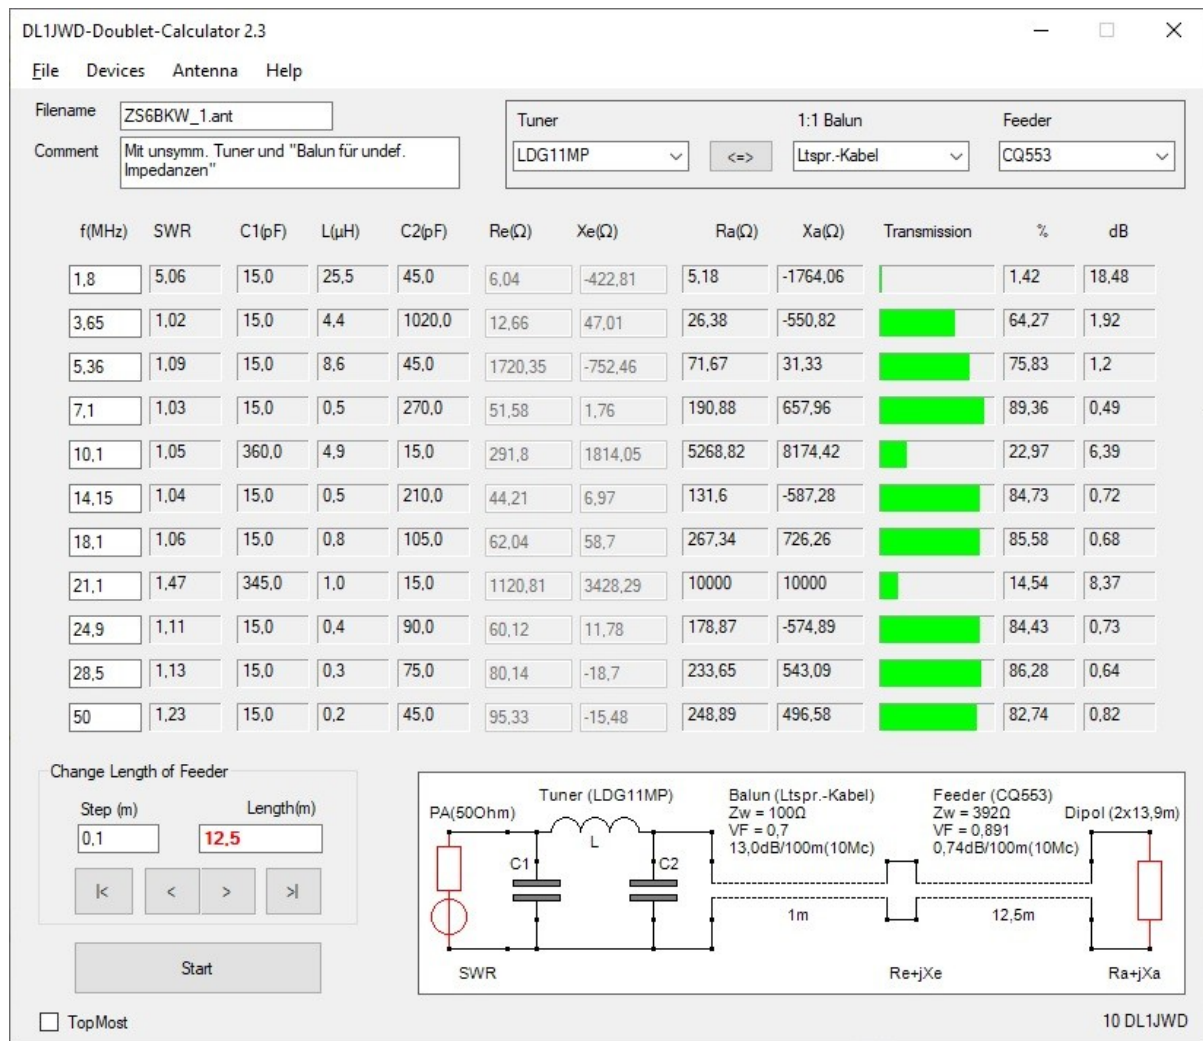 DL1JWD-Doublet-Calculator 2.3
File Devices Antenna Help
Filename ZS6BKW_1.ant
Comment Mit unsymm. Tuner und "Balun für undef.
Impedanzen"
Tuner 1:1 Balun Feeder
LDG11MP <=> Ltspr.-Kabel CQ553
f(MHz) SWR C1(pF) L(µH) C2(pF) Re(Ω) Xe(Ω) Ra(Ω) Xa(Ω) Transmission % dB
1,8 5,06 15,0 25,5 45,0 6,04 -422,81 5,18 -1764,06 1,42 18,48
3,65 1,02 15,0 4,4 1020,0 12,66 47,01 26,38 -550,82 64,27 1,92
5,36 1,09 15,0 8,6 45,0 1720,35 -752,46 71,67 31,33 75,83 1,2
7,1 1,03 15,0 0,5 270,0 51,58 1,76 190,88 657,96 89,36 0,49
10,1 1,05 360,0 4,9 15,0 291,8 1814,05 5268,82 8174,42 22,97 6,39
14,15 1,04 15,0 0,5 210,0 44,21 6,97 131,6 -587,28 84,73 0,72
18,1 1,06 15,0 0,8 105,0 62,04 58,7 267,34 726,26 85,58 0,68
21,1 1,47 345,0 1,0 15,0 1120,81 3428,29 10000 10000 14,54 8,37
24,9 1,11 15,0 0,4 90,0 60,12 11,78 178,87 -574,89 84,43 0,73
28,5 1,13 15,0 0,3 75,0 80,14 -18,7 233,65 543,09 86,28 0,64
50 1,23 15,0 0,2 45,0 95,33 -15,48 248,89 496,58 82,74 0,82
Change Length of Feeder
Step (m) Length(m)
0,1 12,5
|< < > >|
Start
TopMost
PA(50Ohm) Tuner (LDG11MP) Balun (Ltspr.-Kabel) Feeder (CQ553) Dipol (2x13,9m)
Zw = 100Ω Zw = 392Ω
VF = 0,7 VF = 0,891
13,0dB/100m(10Mc) 0,74dB/100m(10Mc)
L
C1 C2
1m 12,5m
SWR Re+jXe Ra+jXa
10 DL1JWD